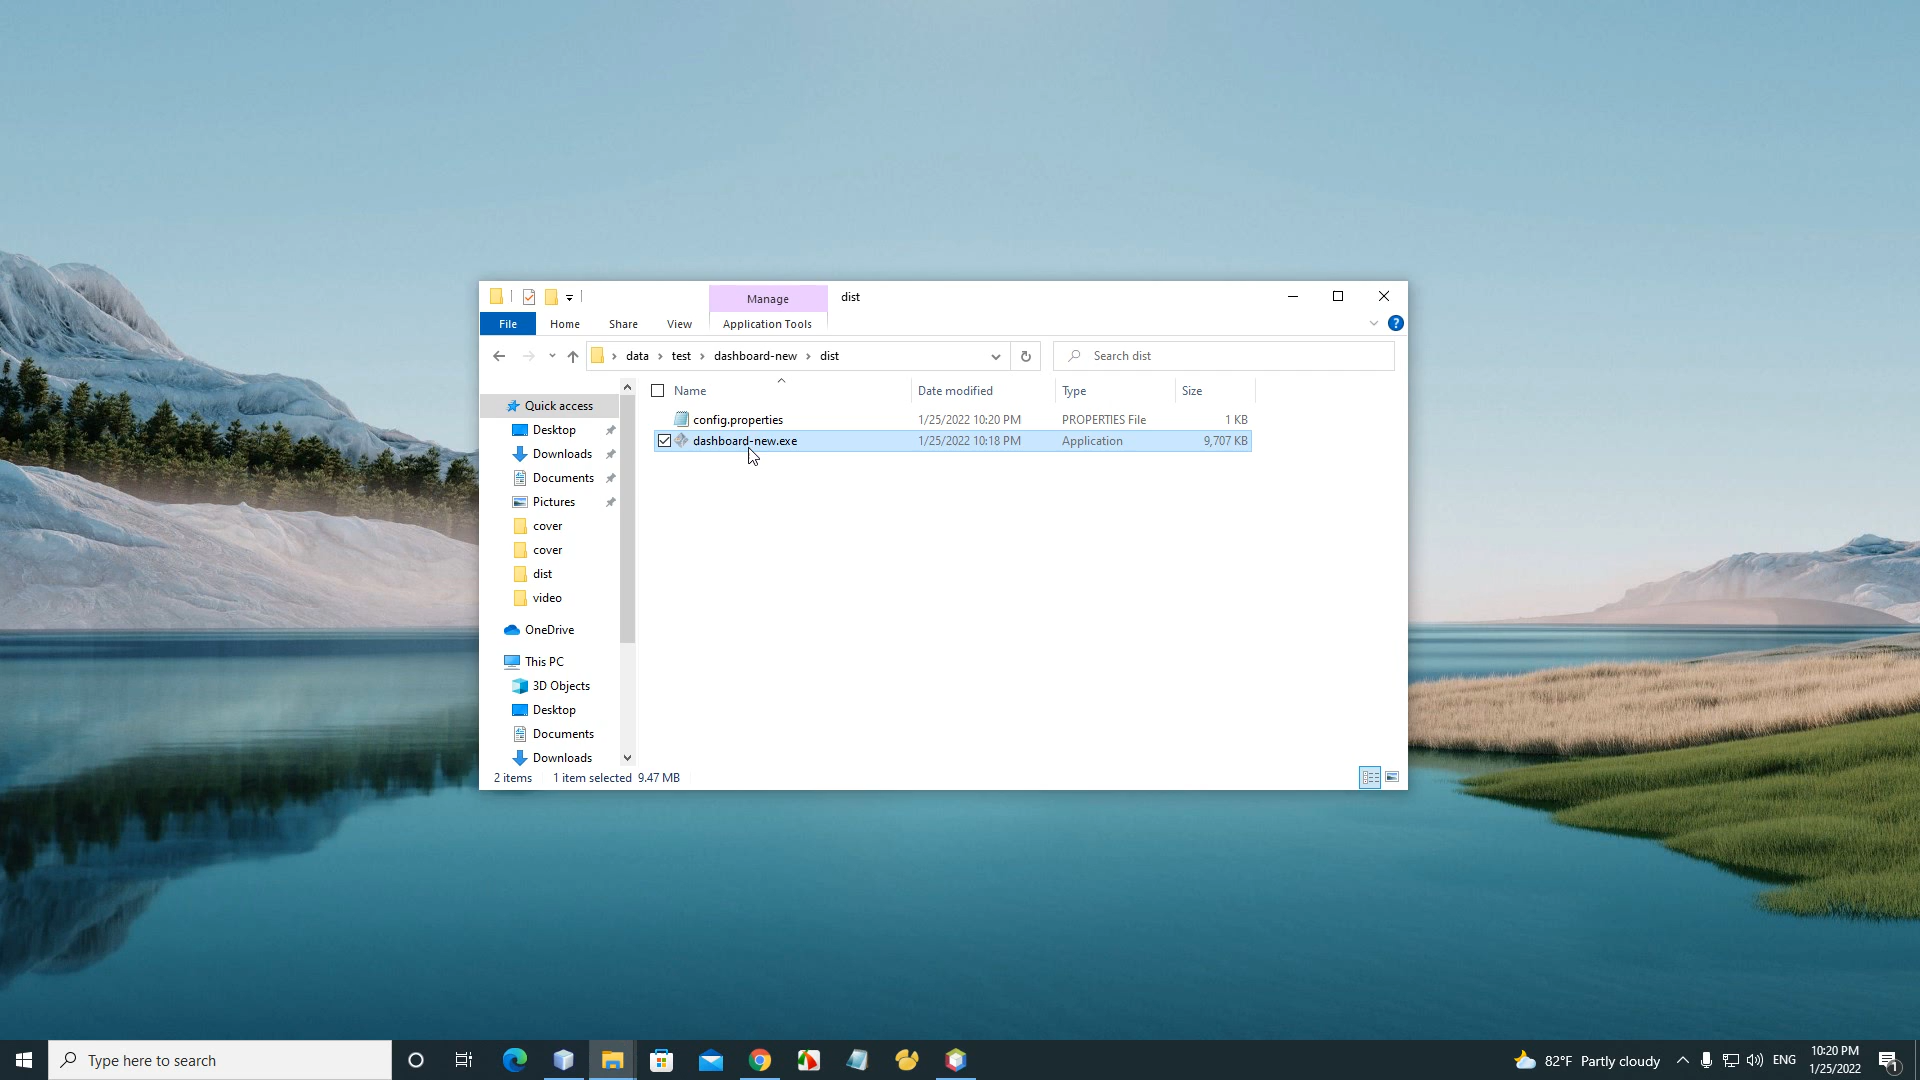 Manage
dist
File
Home
Share
View
Application Tools
data
test
dashboard-new
dist
Search dist
Name
Date modified
Type
Size
config.properties
1/25/2022 10:20 PM
PROPERTIES File
1 KB
dashboard-new.exe
1/25/2022 10:18 PM
Application
9,707 KB
Quick access
Desktop
Downloads
Documents
Pictures
cover
cover
dist
video
OneDrive
This PC
3D Objects
Desktop
Documents
Downloads
2 items
1 item selected 9.47 MB
Type here to search
82°F Partly cloudy
ENG
10:20 PM
1/25/2022
1